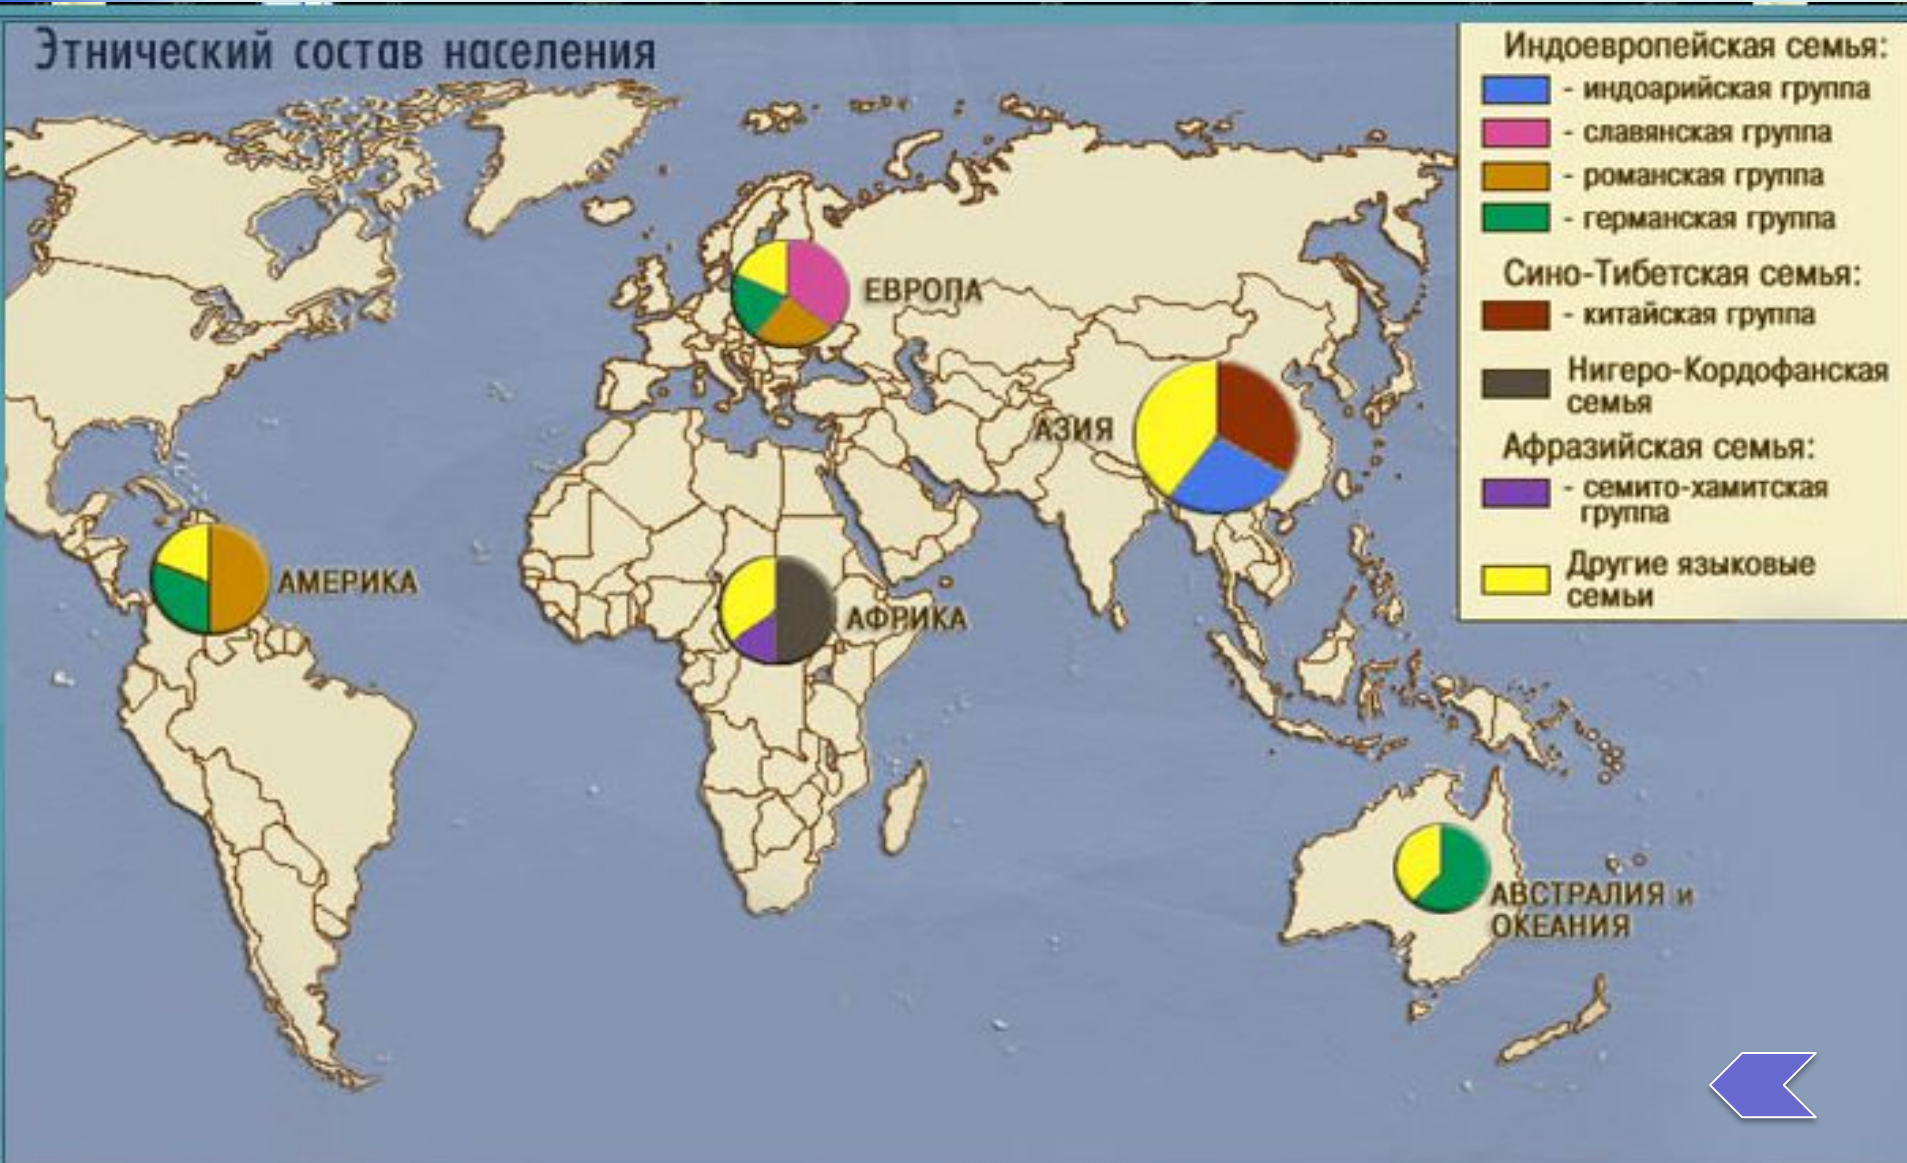 Этнический состав населения
Индоевропейская семья:
- индоарийская группа
- славянская группа
- романская группа
- германская группа
Сино-Тибетская семья:
- китайская группа
Нигеро-Кордофанская
семья
Афразийская семья:
- семито-хамитская
группа
Другие языковые
семьи
ЕВРОПА
АЗИЯ
АМЕРИКА
АФРИКА
АВСТРАЛИЯ и
ОКЕАНИЯ